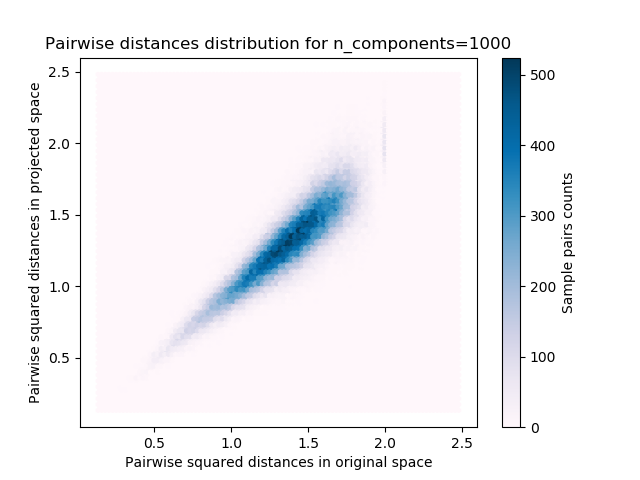 Pairwise distances distribution for n_components=1000
Pairwise squared distances in projected space
2.5
2.0
1.5
1.0
0.5
0.5 1.0 1.5 2.0 2.5
Pairwise squared distances in original space
500
400
300
200
100
0
Sample pairs counts